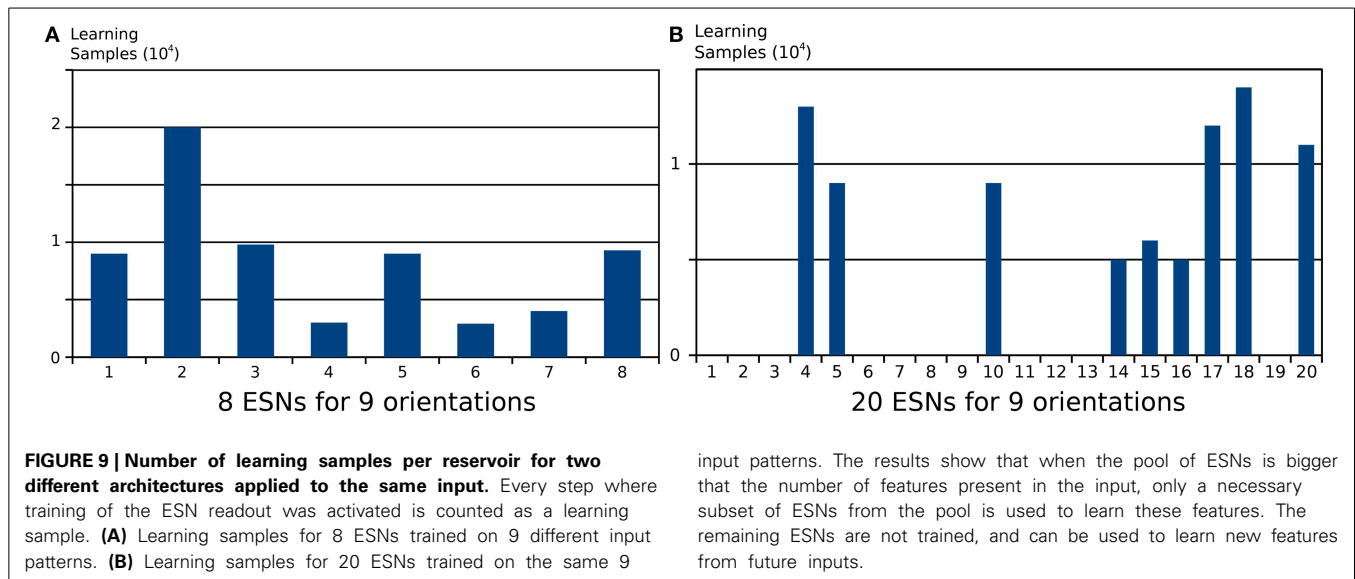 A Learning
Samples (10⁴)
2
1
0
1 2 3 4 5 6 7 8
8 ESNs for 9 orientations
B Learning
Samples (10⁴)
1
0
1 2 3 4 5 6 7 8 9 10 11 12 13 14 15 16 17 18 19 20
20 ESNs for 9 orientations
FIGURE 9 | Number of learning samples per reservoir for two
different architectures applied to the same input. Every step where
training of the ESN readout was activated is counted as a learning
sample. (A) Learning samples for 8 ESNs trained on 9 different input
patterns. (B) Learning samples for 20 ESNs trained on the same 9
input patterns. The results show that when the pool of ESNs is bigger
that the number of features present in the input, only a necessary
subset of ESNs from the pool is used to learn these features. The
remaining ESNs are not trained, and can be used to learn new features
from future inputs.